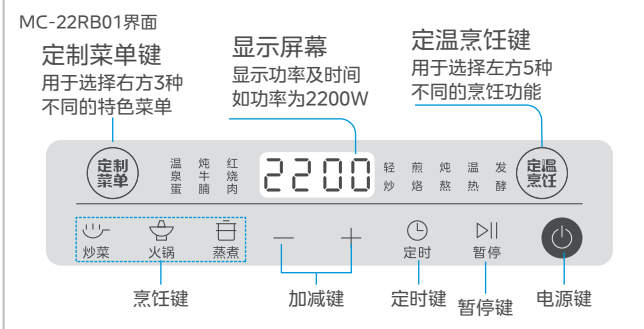 MC-22RB01界面
定制菜单键
用于选择右方3种
不同的特色菜单
显示屏幕
显示功率及时间
如功率为2200W
定温烹饪键
用于选择左方5种
不同的烹饪功能
定制
菜单
温泉蛋
炖牛腩
红烧肉
2200
轻炒
煎烙
炖熬
温热
发酵
定温
烹饪
炒菜
火锅
蒸煮
定时
暂停
烹饪键
加减键
定时键
暂停键
电源键